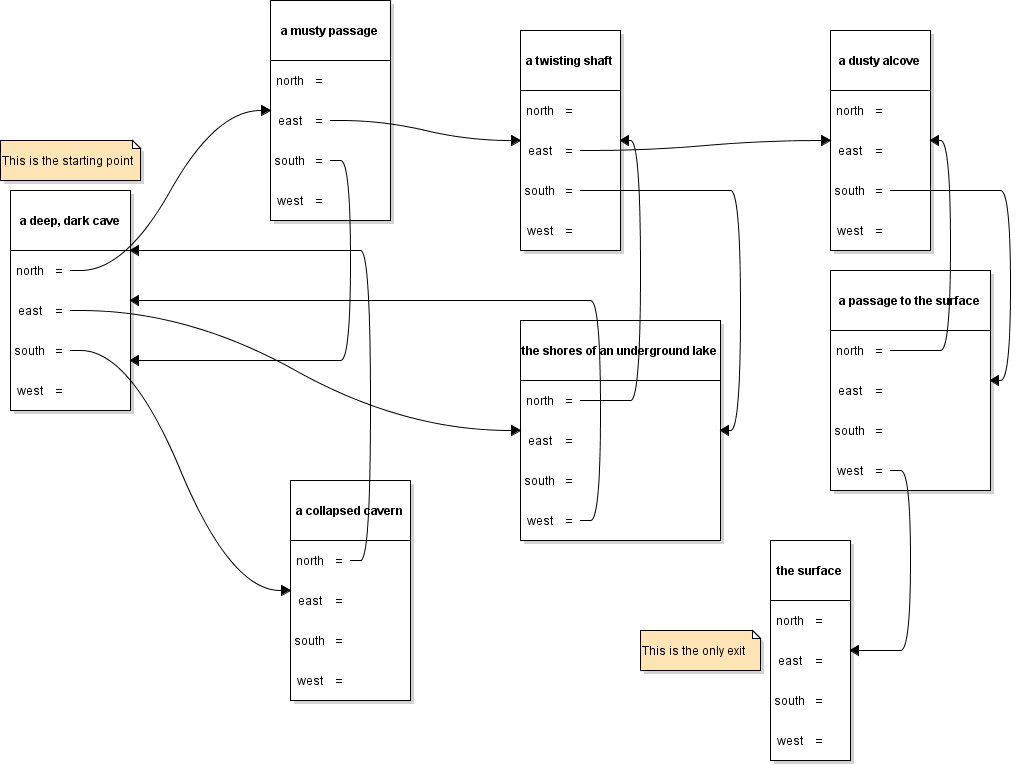 a musty passage
north =
east =
south =
west =
a twisting shaft
north =
east =
south =
west =
a dusty alcove
north =
east =
south =
west =
This is the starting point
a deep, dark cave
north =
east =
south =
west =
a passage to the surface
north =
east =
south =
west =
the shores of an underground lake
north =
east =
south =
west =
a collapsed cavern
north =
east =
south =
west =
the surface
north =
east =
south =
west =
This is the only exit